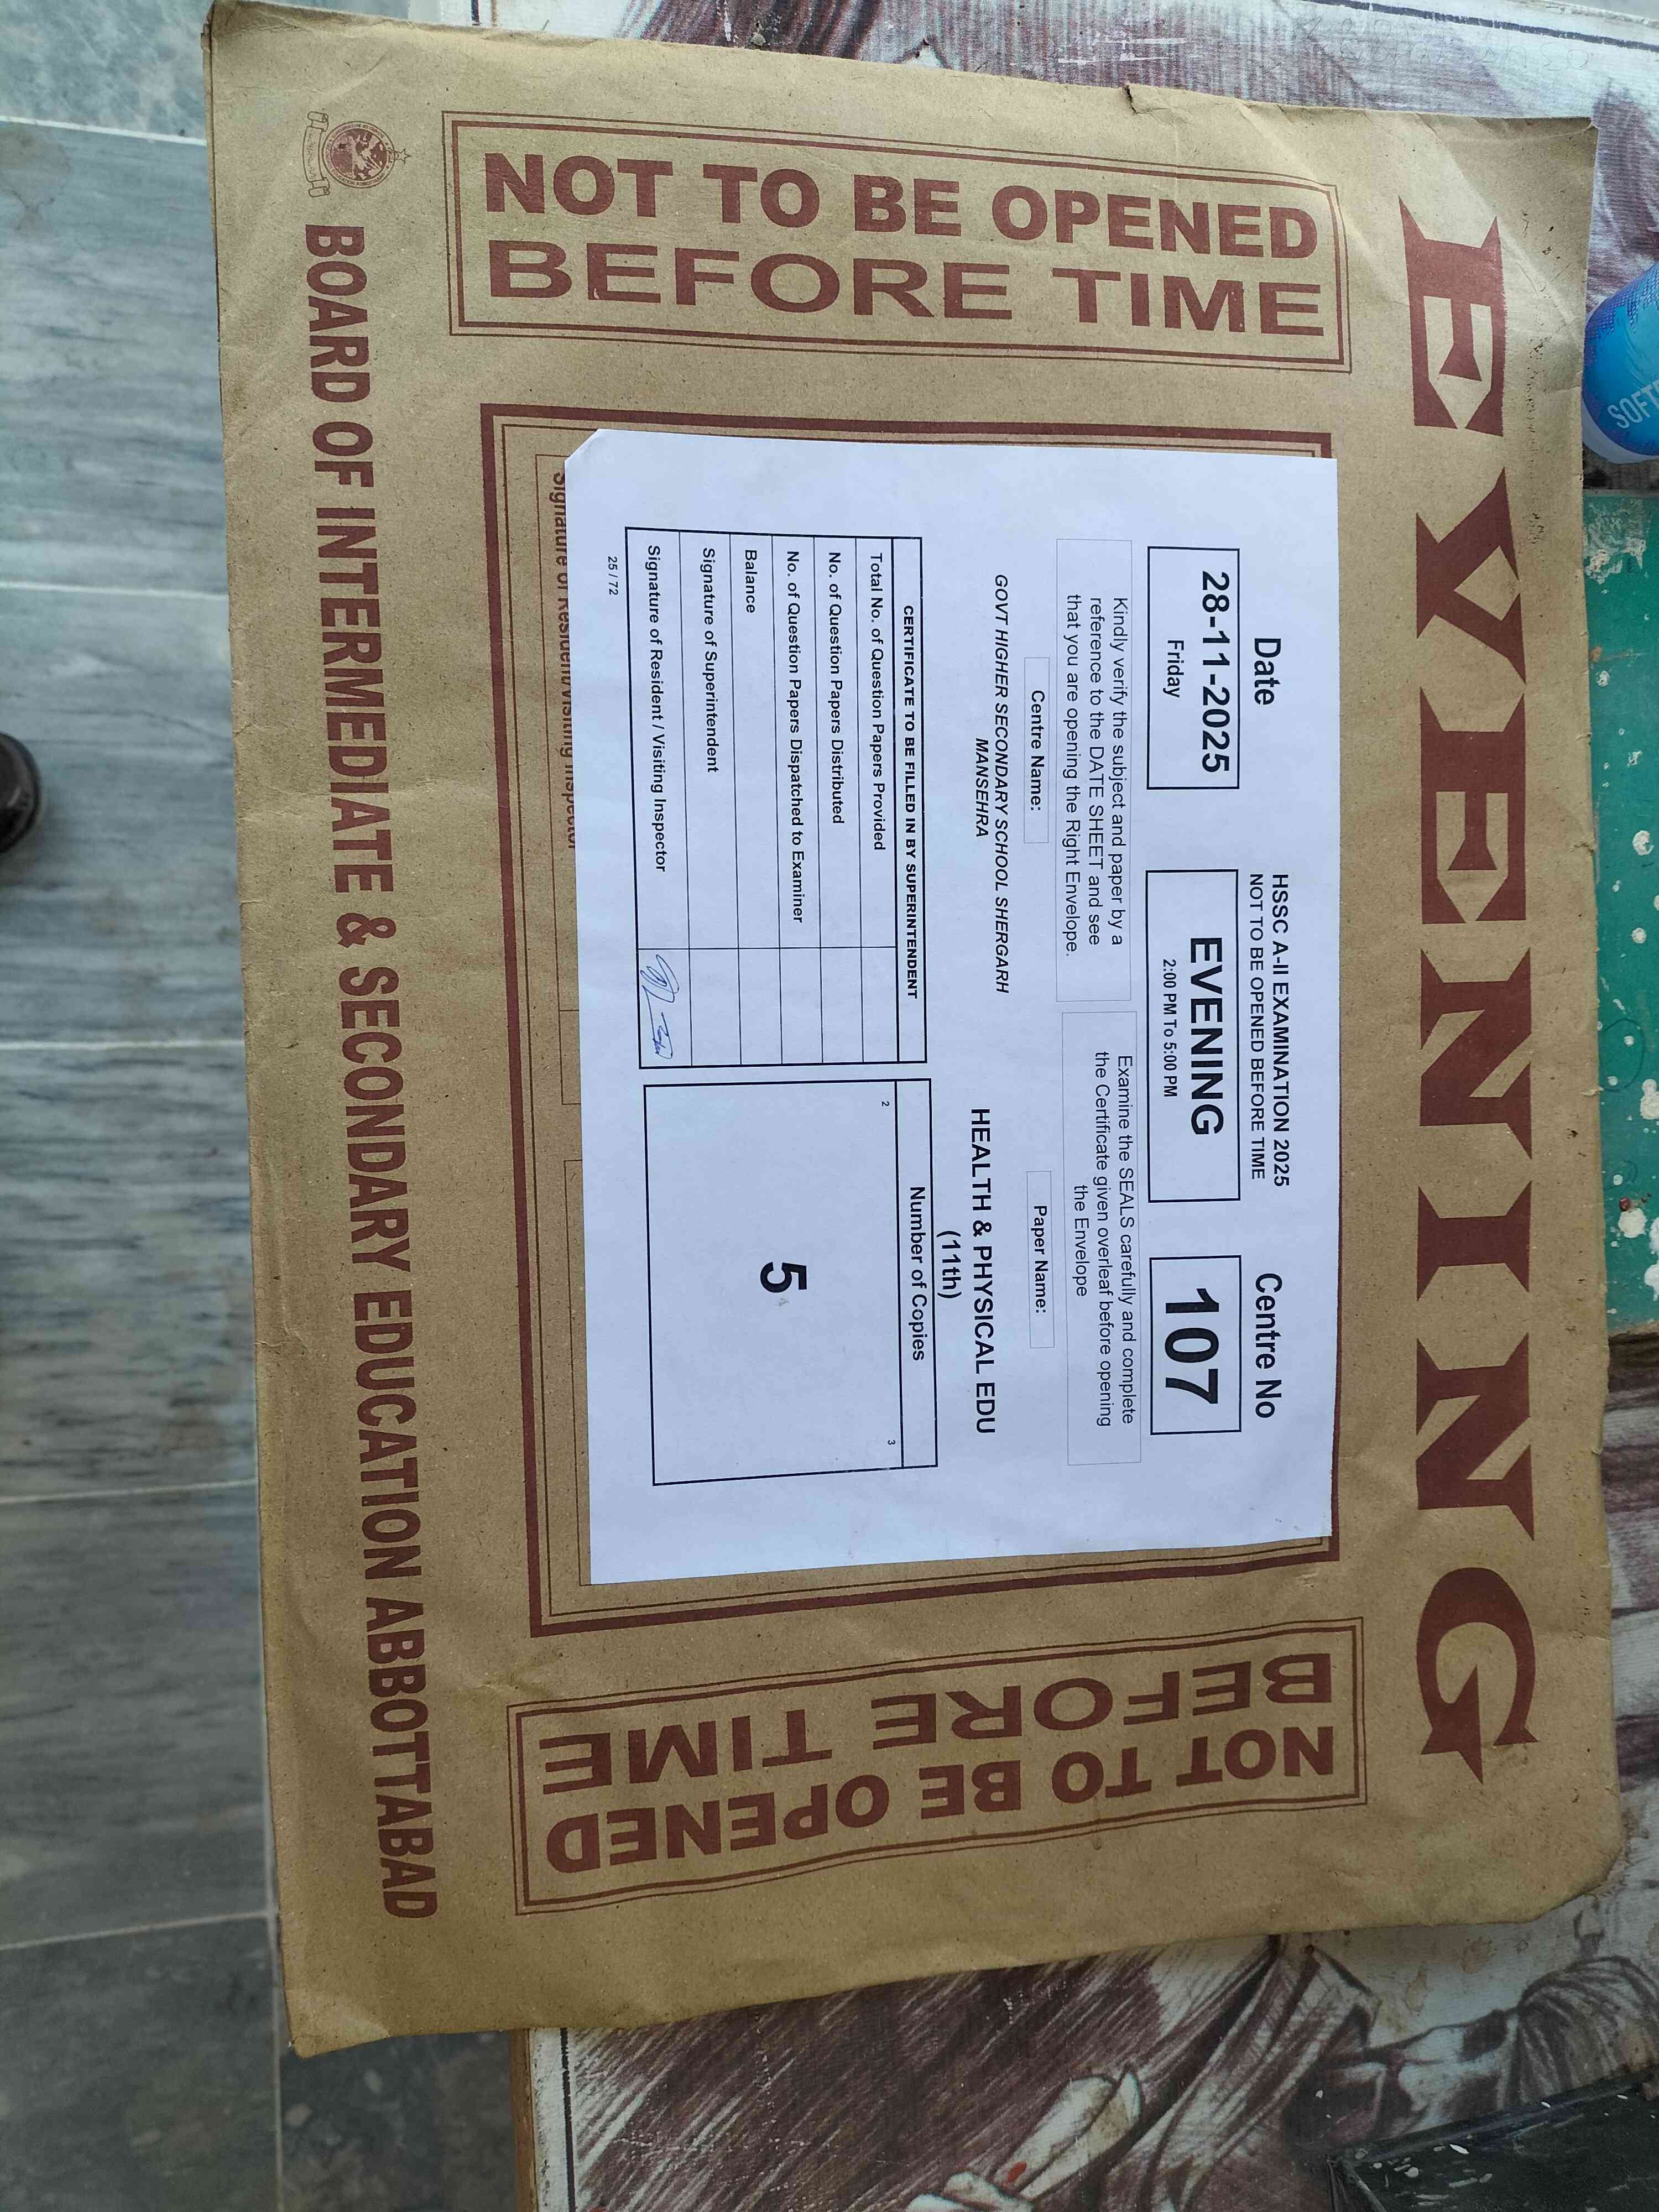 EVENING
NOT TO BE OPENED
BEFORE TIME
Date
HSSC A-II EXAMINATION 2025
NOT TO BE OPENED BEFORE TIME
Centre No
28-11-2025
Friday
EVENING
2:00 PM To 5:00 PM
107
Kindly verify the subject and paper by a
reference to the DATE SHEET and see
that you are opening the Right Envelope.
Examine the SEALS carefully and complete
the Certificate given overleaf before opening
the Envelope
Centre Name:
Paper Name:
GOVT HIGHER SECONDARY SCHOOL SHERGARH
MANSEHRA
HEALTH & PHYSICAL EDU
(11th)
CERTIFICATE TO BE FILLED IN BY SUPERINTENDENT
Total No. of Question Papers Provided
No. of Question Papers Distributed
No. of Question Papers Dispatched to Examiner
Balance
Signature of Superintendent
Signature of Resident / Visiting Inspector
Number of Copies
2
3
5
25 / 72
Signature of Resident/Visiting Inspector
NOT TO BE OPENED
BEFORE TIME
BOARD OF INTERMEDIATE & SECONDARY EDUCATION ABBOTTABAD